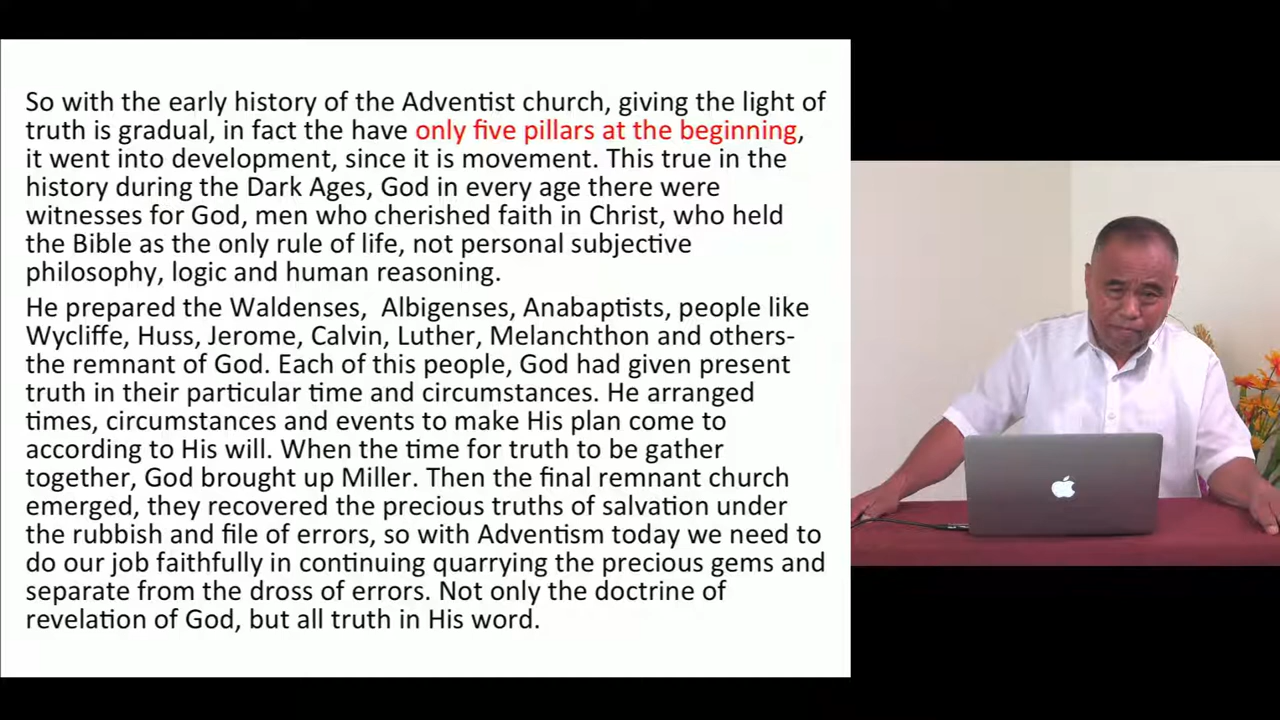 So with the early history of the Adventist church, giving the light of
truth is gradual, in fact the have only five pillars at the beginning,
it went into development, since it is movement. This true in the
history during the Dark Ages, God in every age there were
witnesses for God, men who cherished faith in Christ, who held
the Bible as the only rule of life, not personal subjective
philosophy, logic and human reasoning.
He prepared the Waldenses, Albigenses, Anabaptists, people like
Wycliffe, Huss, Jerome, Calvin, Luther, Melanchthon and others-
the remnant of God. Each of this people, God had given present
truth in their particular time and circumstances. He arranged
times, circumstances and events to make His plan come to
according to His will. When the time for truth to be gather
together, God brought up Miller. Then the final remnant church
emerged, they recovered the precious truths of salvation under
the rubbish and file of errors, so with Adventism today we need to
do our job faithfully in continuing quarrying the precious gems and
separate from the dross of errors. Not only the doctrine of
revelation of God, but all truth in His word.